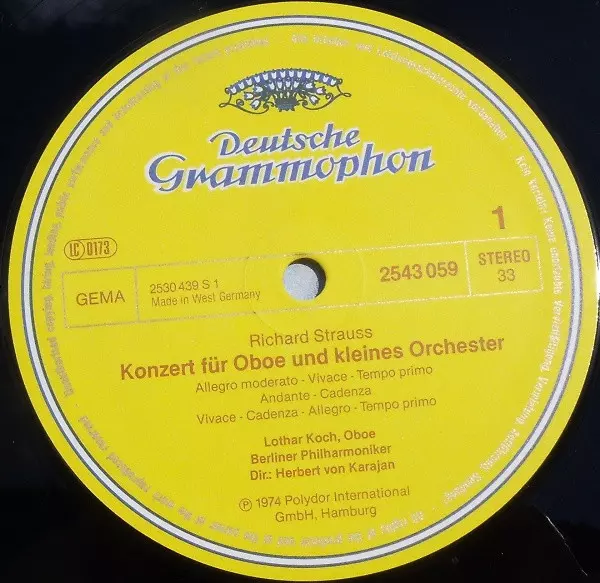 Deutsche
Grammophon
1
LC 0173
GEMA
2530 439 S 1
Made in West Germany
2543 059
STEREO
33
Richard Strauss
Konzert für Oboe und kleines Orchester
Allegro moderato - Vivace - Tempo primo
Andante - Cadenza
Vivace - Cadenza - Allegro - Tempo primo
Lothar Koch, Oboe
Berliner Philharmoniker
Dir.: Herbert von Karajan
℗ 1974 Polydor International
GmbH, Hamburg